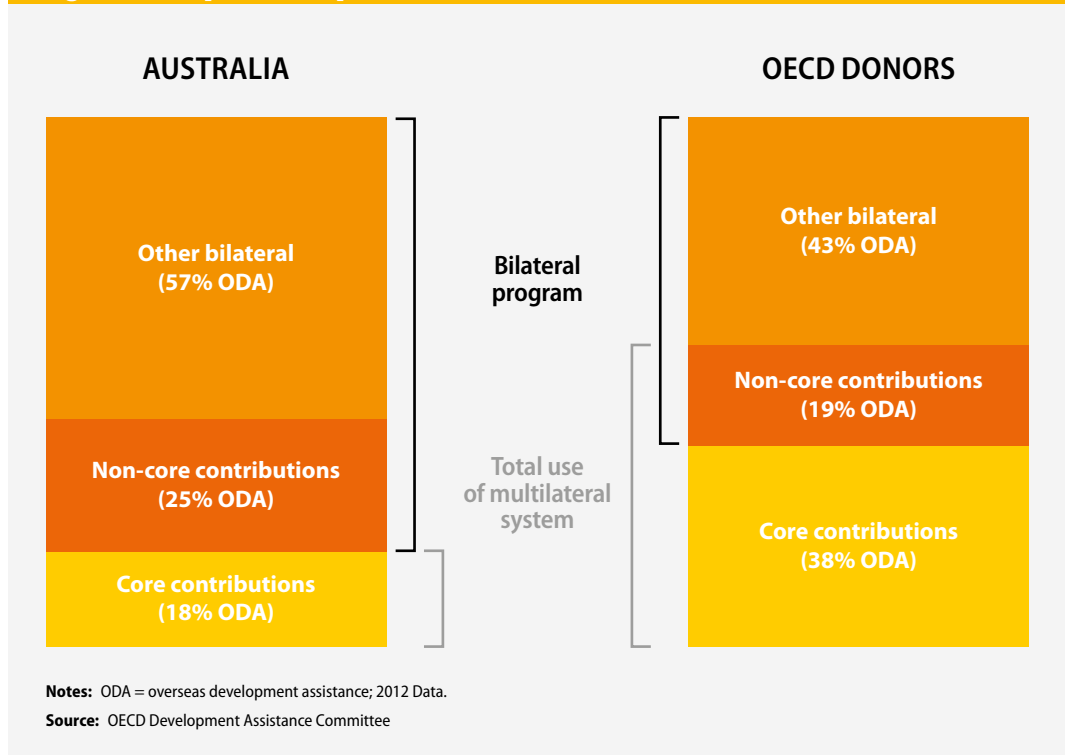 AUSTRALIA
OECD DONORS
Other bilateral
(57% ODA)
Non-core contributions
(25% ODA)
Core contributions
(18% ODA)
Bilateral
program
Total use
of multilateral
system
Other bilateral
(43% ODA)
Non-core contributions
(19% ODA)
Core contributions
(38% ODA)
Notes: ODA = overseas development assistance; 2012 Data.
Source: OECD Development Assistance Committee